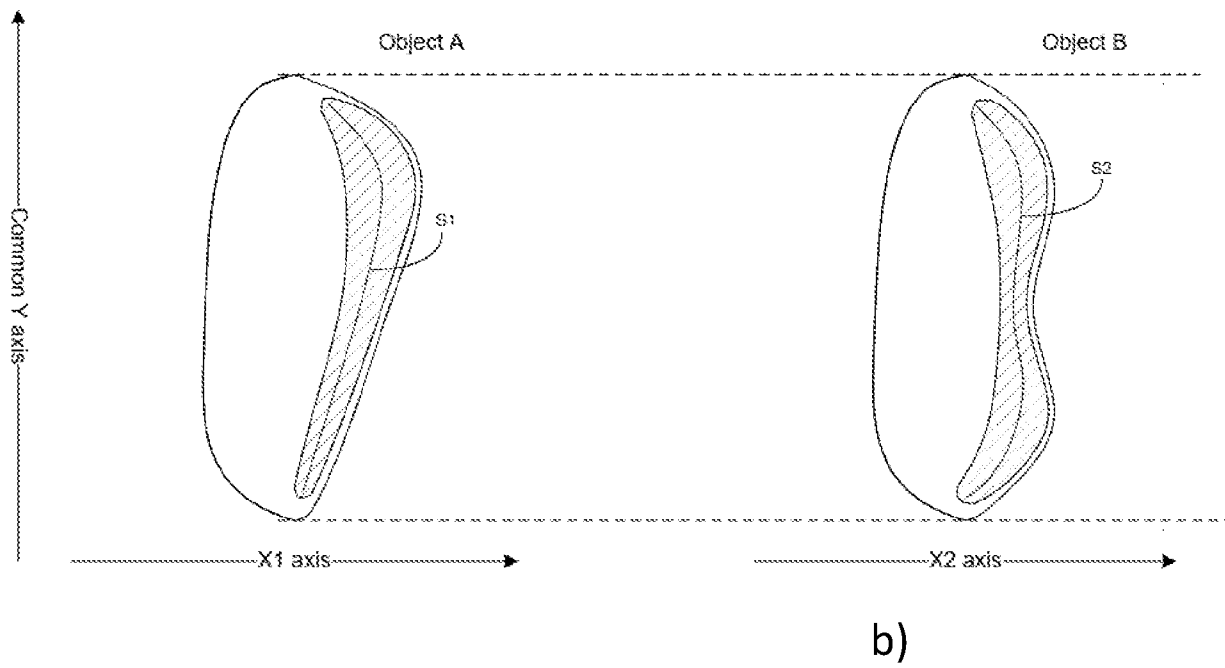 Object A
Object B
Common Y axis
S1
S2
X1 axis
X2 axis
b)